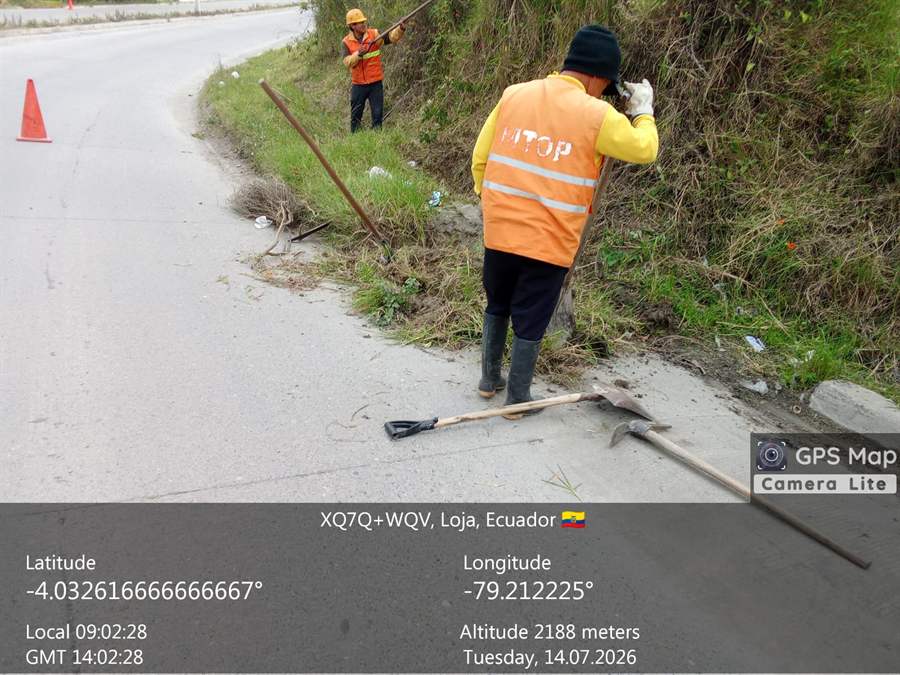 MTOP
GPS Map
Camera Lite
XQ7Q+WQV, Loja, Ecuador
Latitude
-4.032616666666667°
Longitude
-79.212225°
Local 09:02:28
GMT 14:02:28
Altitude 2188 meters
Tuesday, 14.07.2026